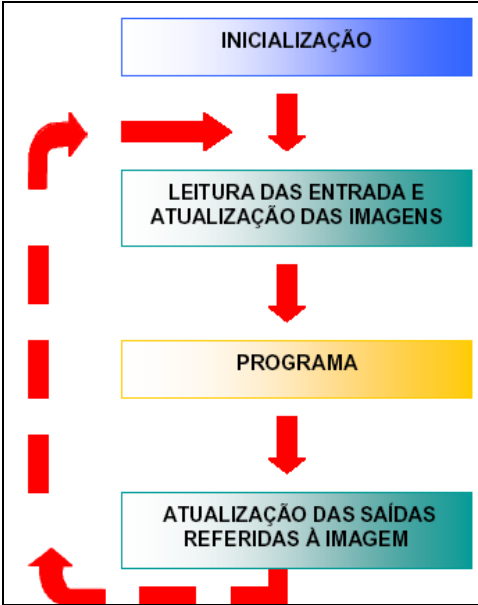 INICIALIZAÇÃO
LEITURA DAS ENTRADA E
ATUALIZAÇÃO DAS IMAGENS
PROGRAMA
ATUALIZAÇÃO DAS SAÍDAS
REFERIDAS À IMAGEM